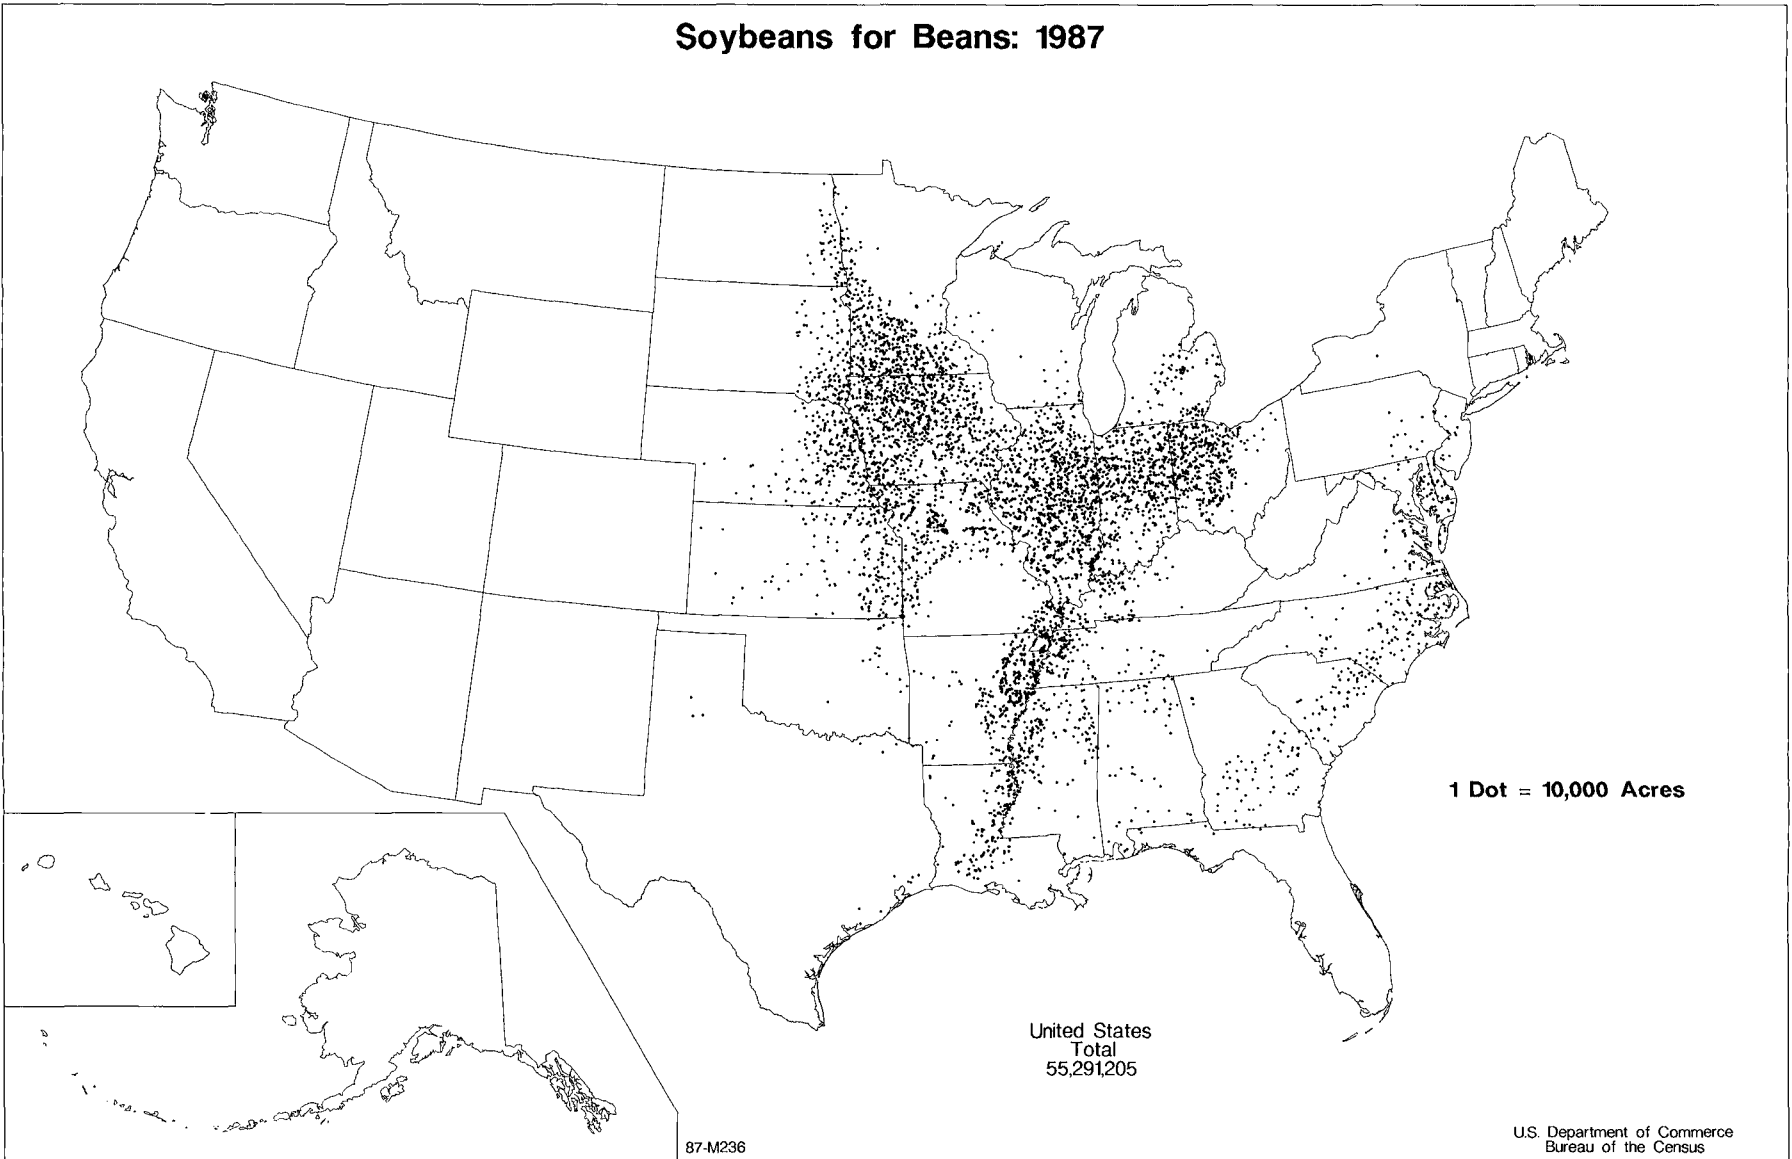 Soybeans for Beans: 1987
1 Dot = 10,000 Acres
United States
Total
55,291,205
87-M236
U.S. Department of Commerce
Bureau of the Census